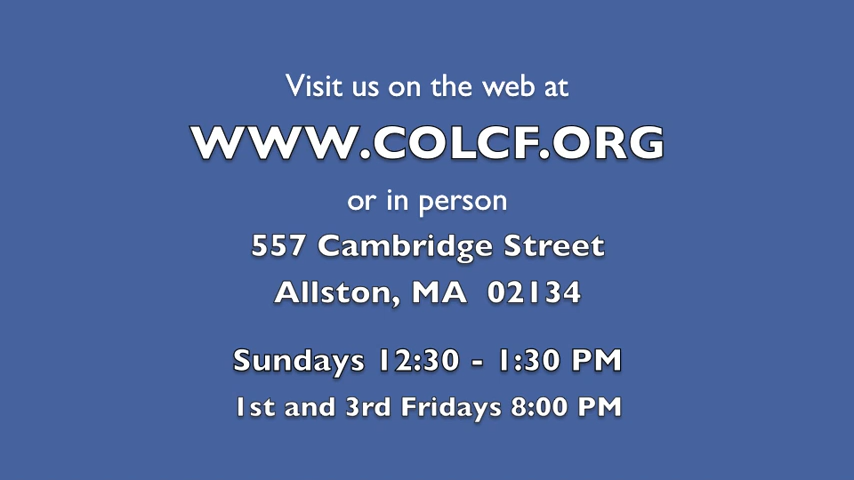 Visit us on the web at
WWW.COLCF.ORG
or in person
557 Cambridge Street
Allston, MA  02134
Sundays 12:30 - 1:30 PM
1st and 3rd Fridays 8:00 PM